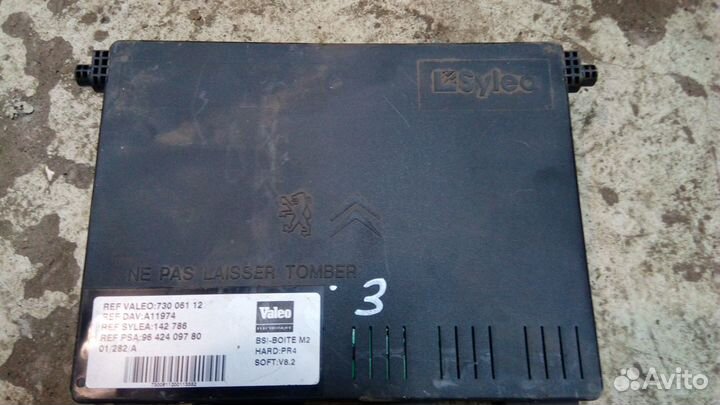 Sylea
NE PAS LAISSER TOMBER
3
REF VALEO:730 061 12
REF DAV:A11974
REF SYLEA:142 786
REF PSA:96 424 097 80
01/282/A
Valeo
BSI-BOITE M2
HARD:PR4
SOFT:V8.2
Avito